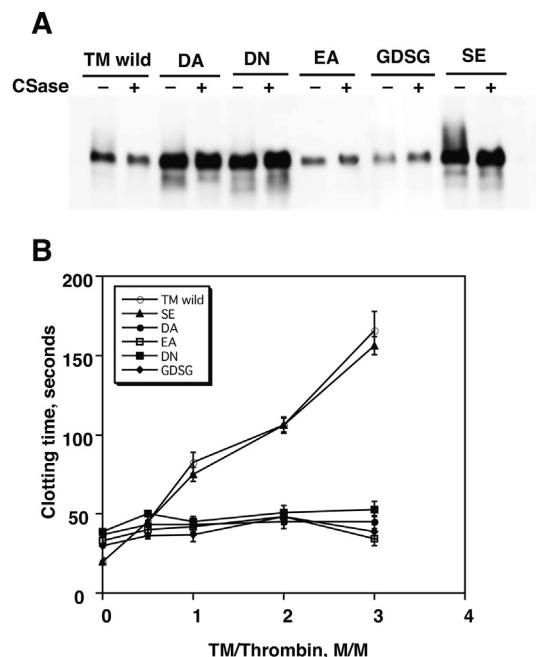 A
TM wild DA DN EA GDSG SE
CSase − + − + − + − + − + − +
B
200
150
100
50
0
Clotting time, seconds
TM wild
SE
DA
EA
DN
GDSG
0 1 2 3 4
TM/Thrombin, M/M